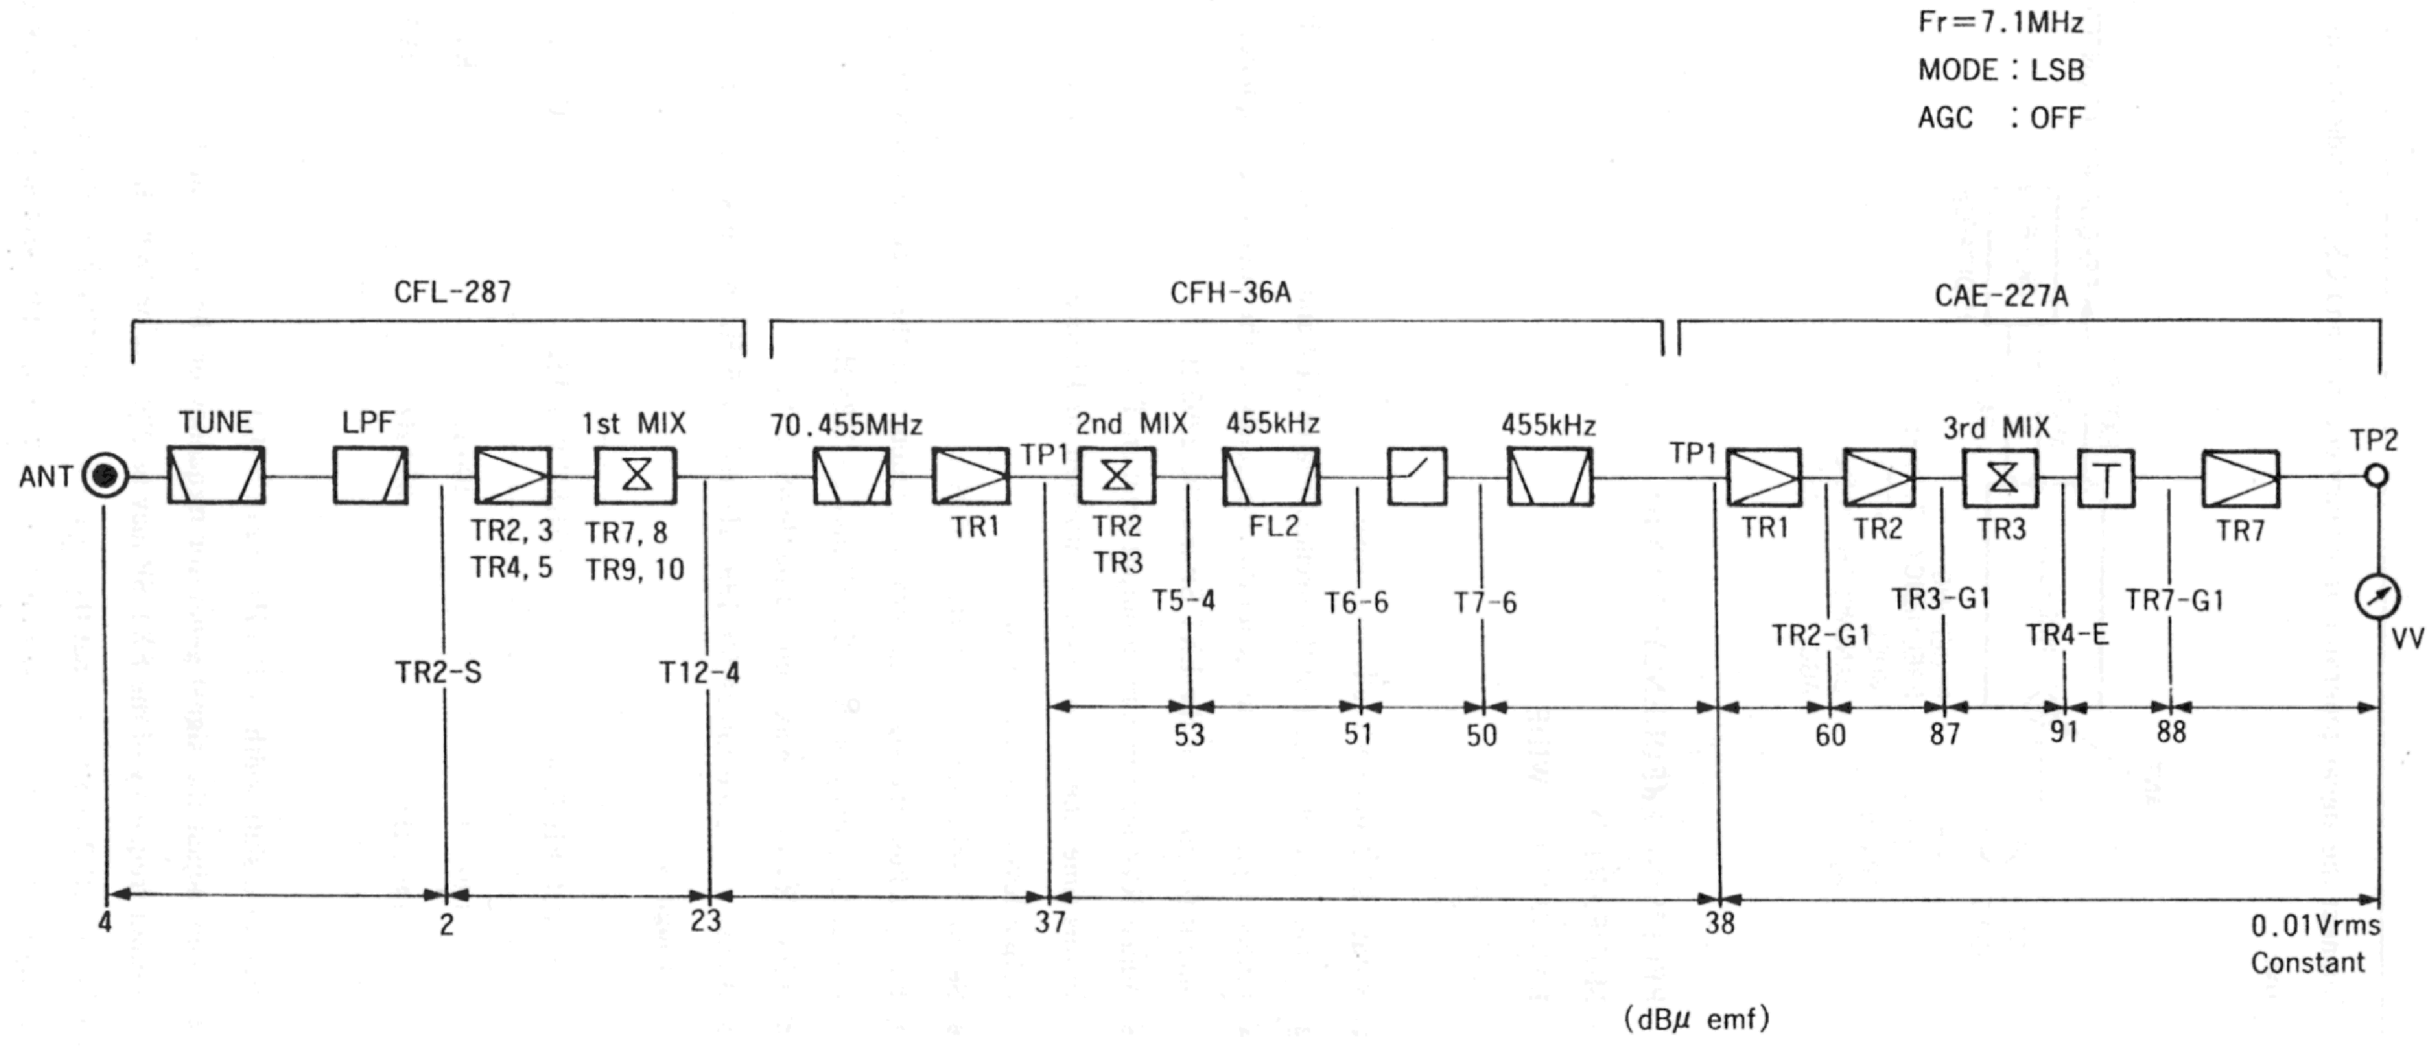 Fr=7.1MHz
MODE : LSB
AGC : OFF
CFL-287
CFH-36A
CAE-227A
TUNE
LPF
1st MIX
70.455MHz
TP1
2nd MIX
455kHz
455kHz
TP1
3rd MIX
TP2
ANT
T
TR2, 3
TR4, 5
TR7, 8
TR9, 10
TR1
TR2
TR3
FL2
TR1
TR2
TR3
TR7
T5-4
T6-6
T7-6
TR3-G1
TR7-G1
TR2-G1
TR4-E
VV
TR2-S
T12-4
53
51
50
60
87
91
88
4
2
23
37
38
0.01Vrms
Constant
(dBμ emf)